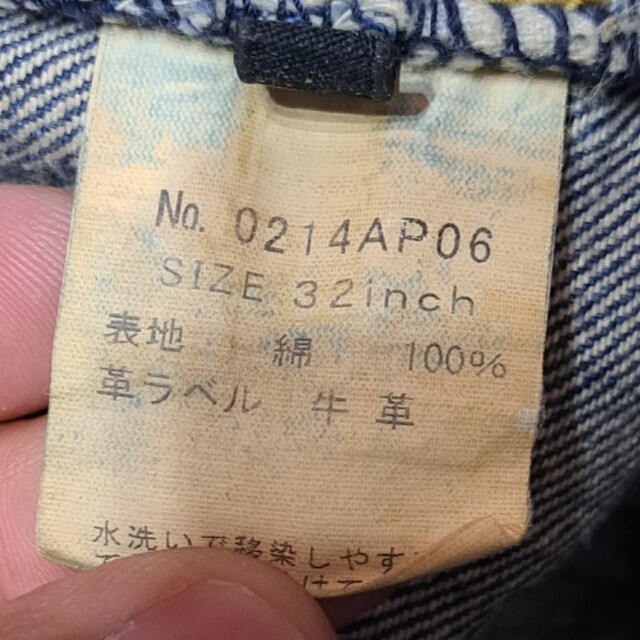 No. 0214AP06
SIZE 32inch
表地 綿 100%
革ラベル 牛革
水洗いで移染しやす